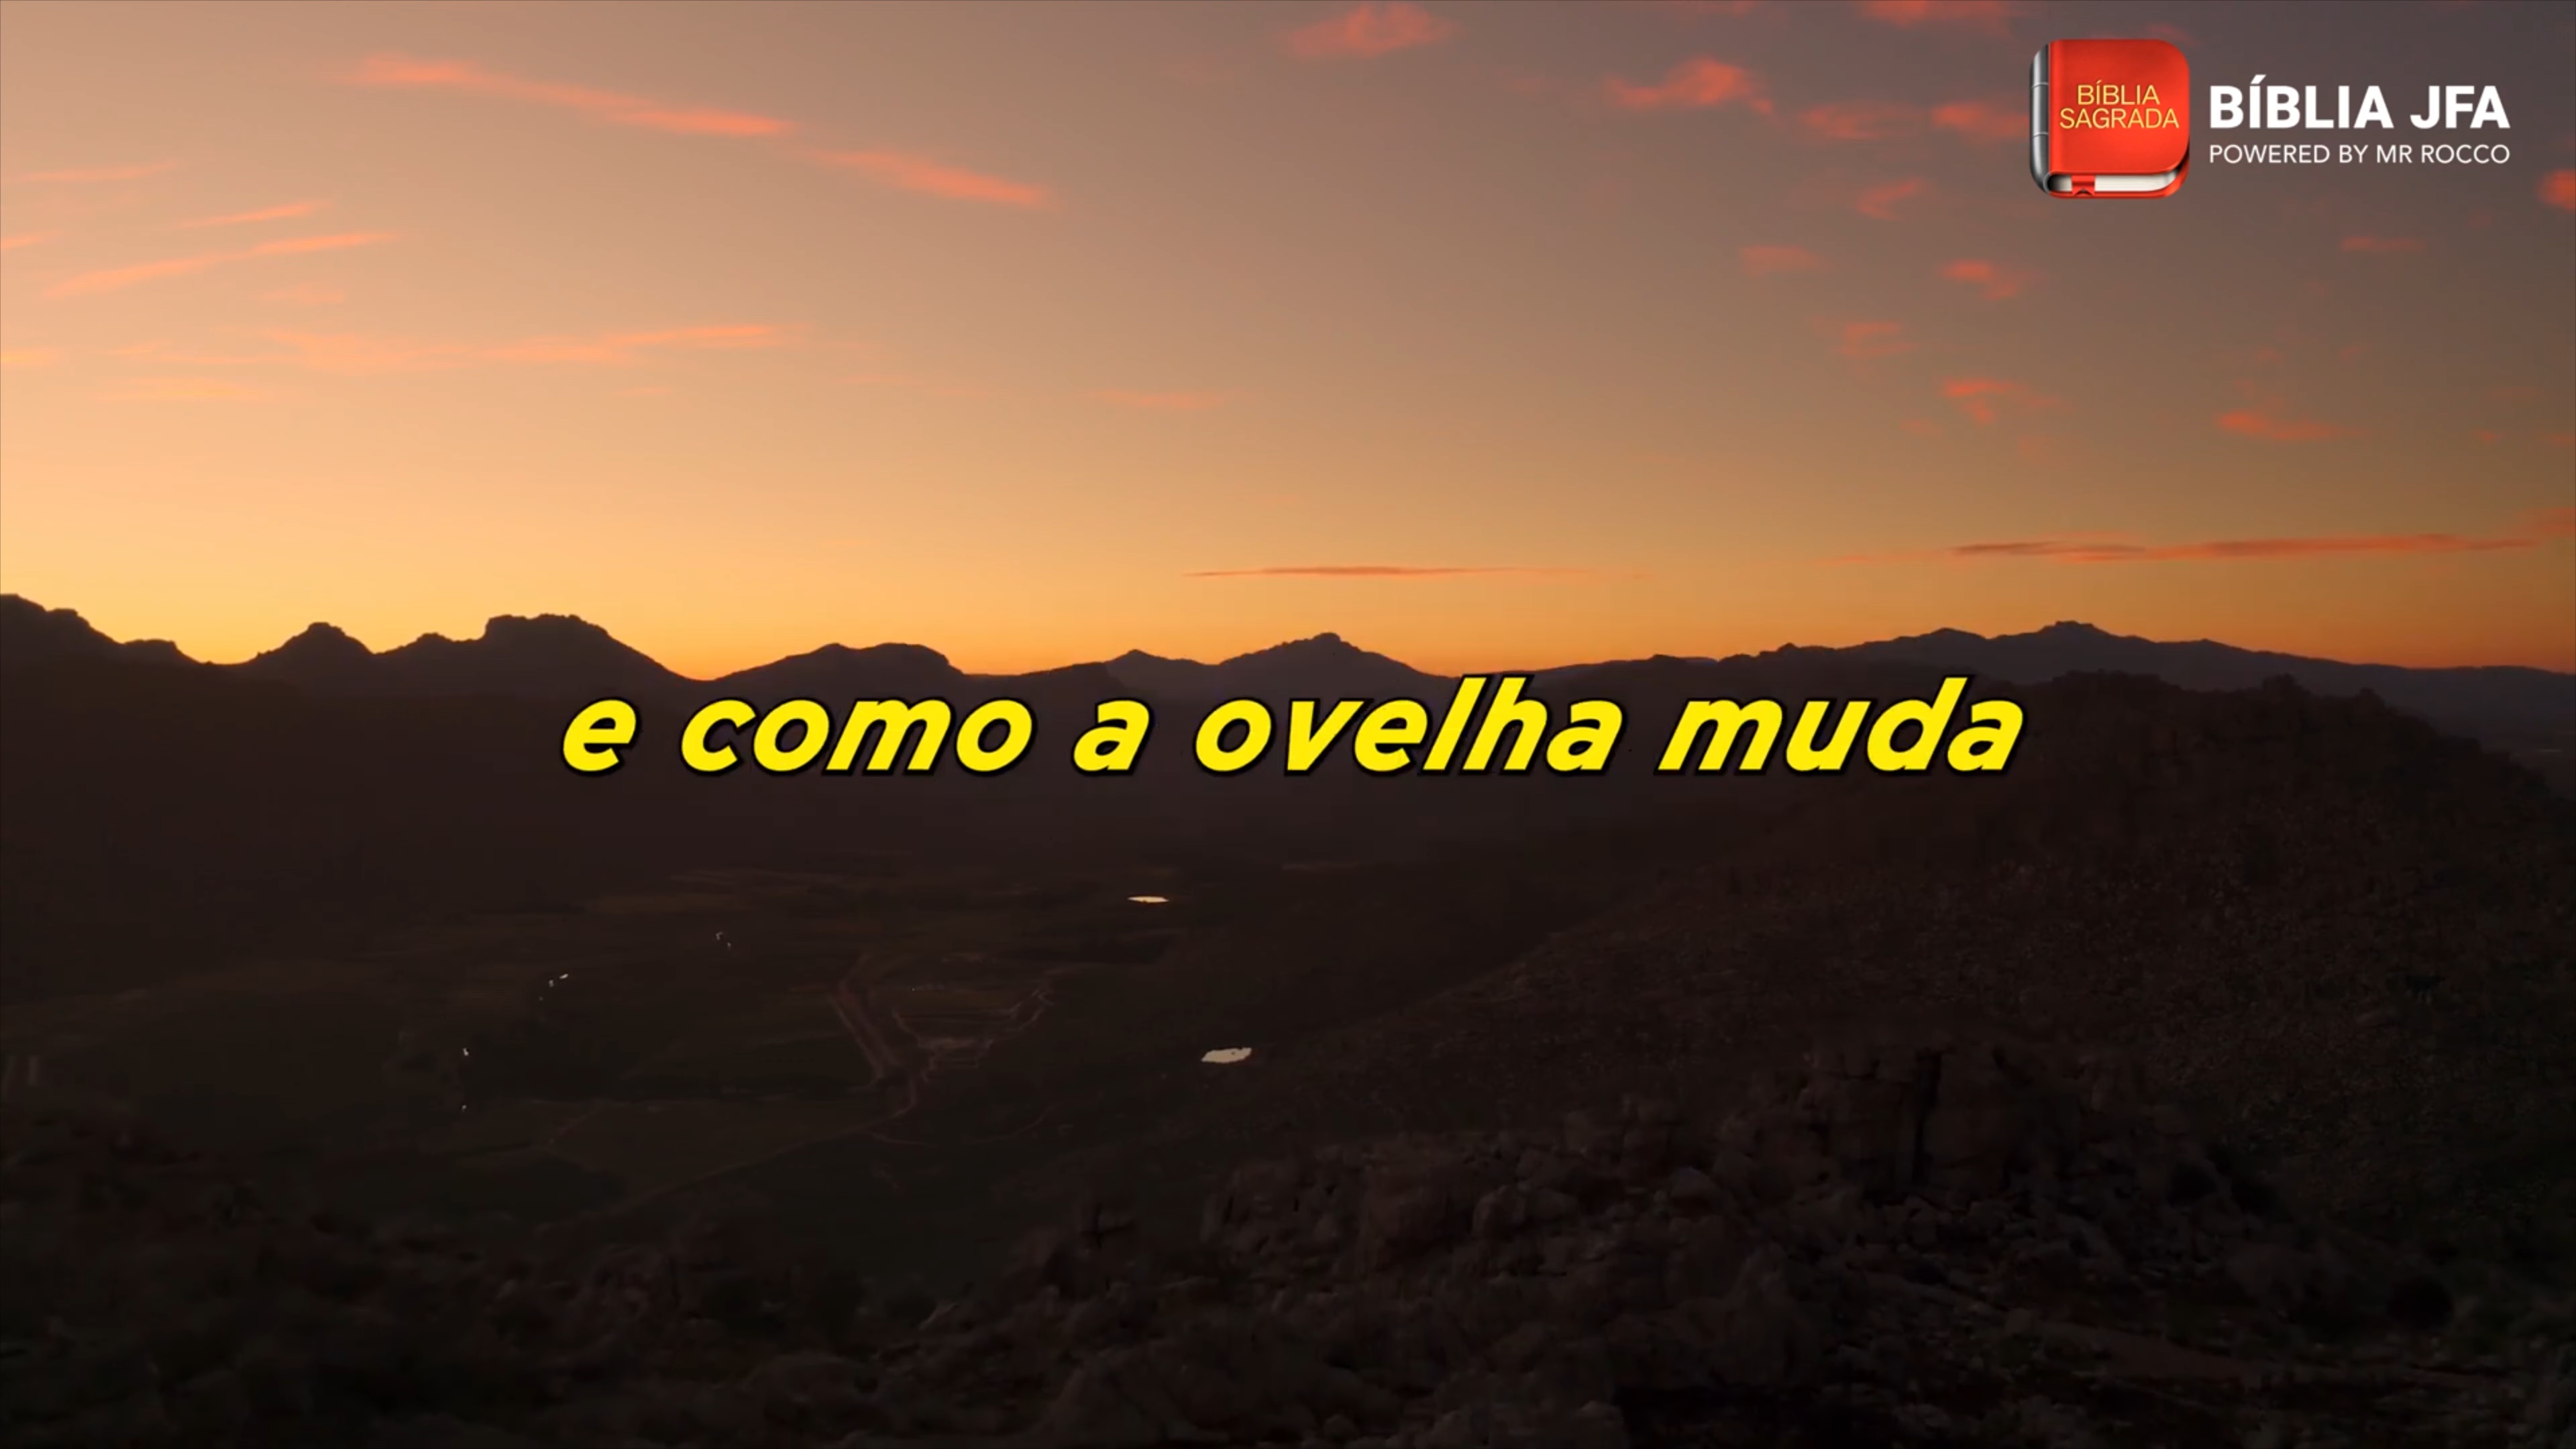 BÍBLIA
SAGRADA
BÍBLIA JFA
POWERED BY MR ROCCO
e como a ovelha muda